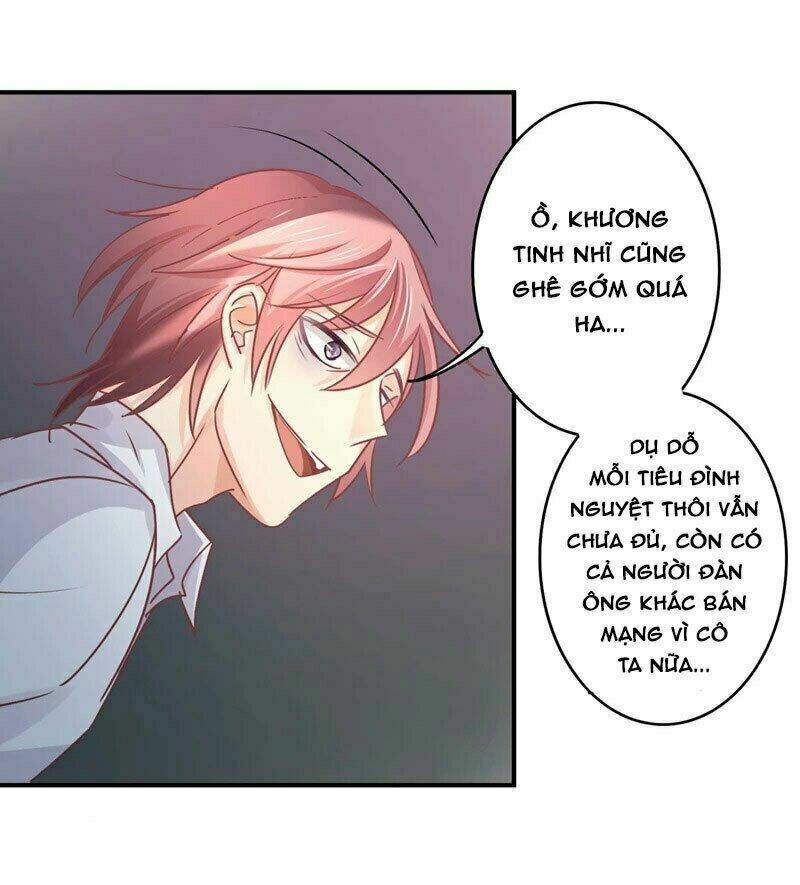 Ồ, KHƯƠNG
TINH NHĨ CŨNG
GHÊ GỚM QUÁ
HA...
DỤ DỖ
MỖI TIÊU ĐÌNH
NGUYỆT THÔI VẪN
CHƯA ĐỦ, CÒN CÓ
CẢ NGƯỜI ĐÀN
ÔNG KHÁC BÁN
MẠNG VÌ CÔ
TA NỮA...